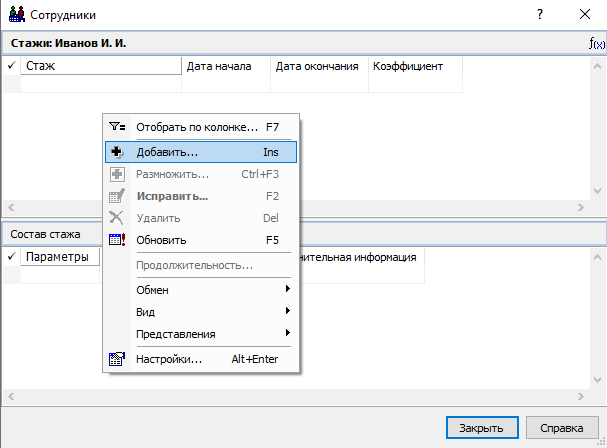 Сотрудники
Стажи: Иванов И. И.
f(x)
Стаж Дата начала Дата окончания Коэффициент
Отобрать по колонке... F7
Добавить... Ins
Размножить... Ctrl+F3
Исправить... F2
Удалить Del
Обновить F5
Продолжительность...
Обмен
Вид
Представления
Настройки... Alt+Enter
Состав стажа
Параметры нительная информация
Закрыть Справка